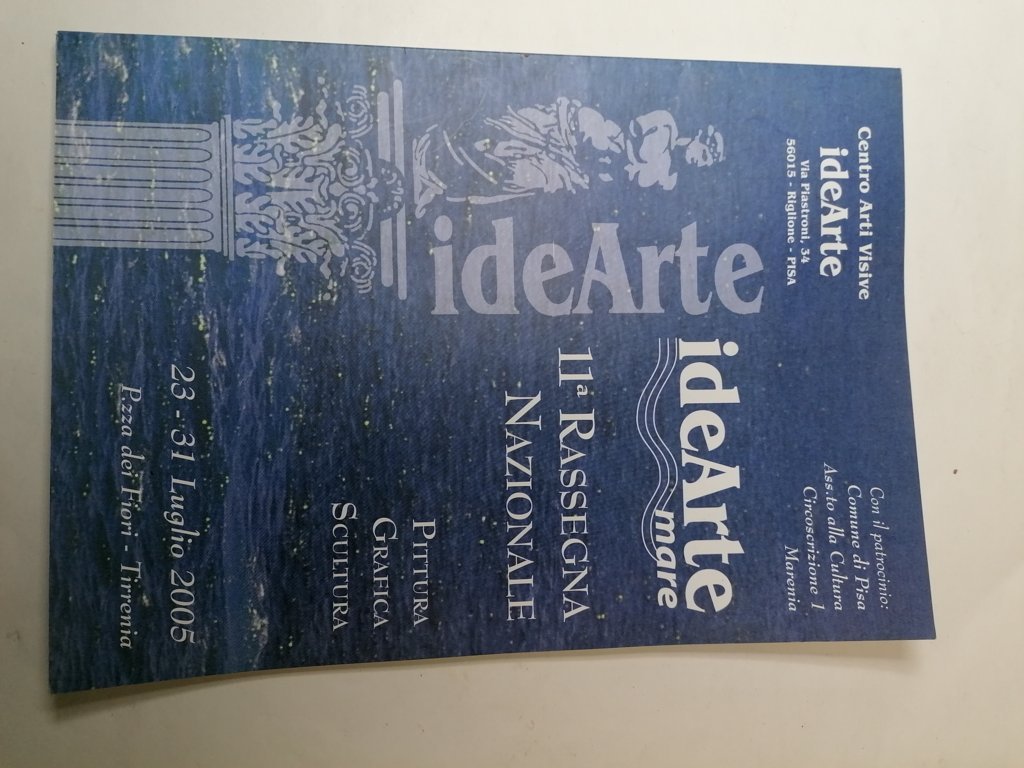 Centro Arti Visive
ideArte
Via Piastroni, 34
56015 - Riglione - PISA
Con il patrocinio:
Comune di Pisa
Ass.to alla Cultura
Circoscrizione 1
Marenia
ideArte
mare
ideArte
11ª RASSEGNA
NAZIONALE
PITTURA
GRAFICA
SCULTURA
23 - 31 Luglio 2005
P.zza dei Fiori - Tirrenia